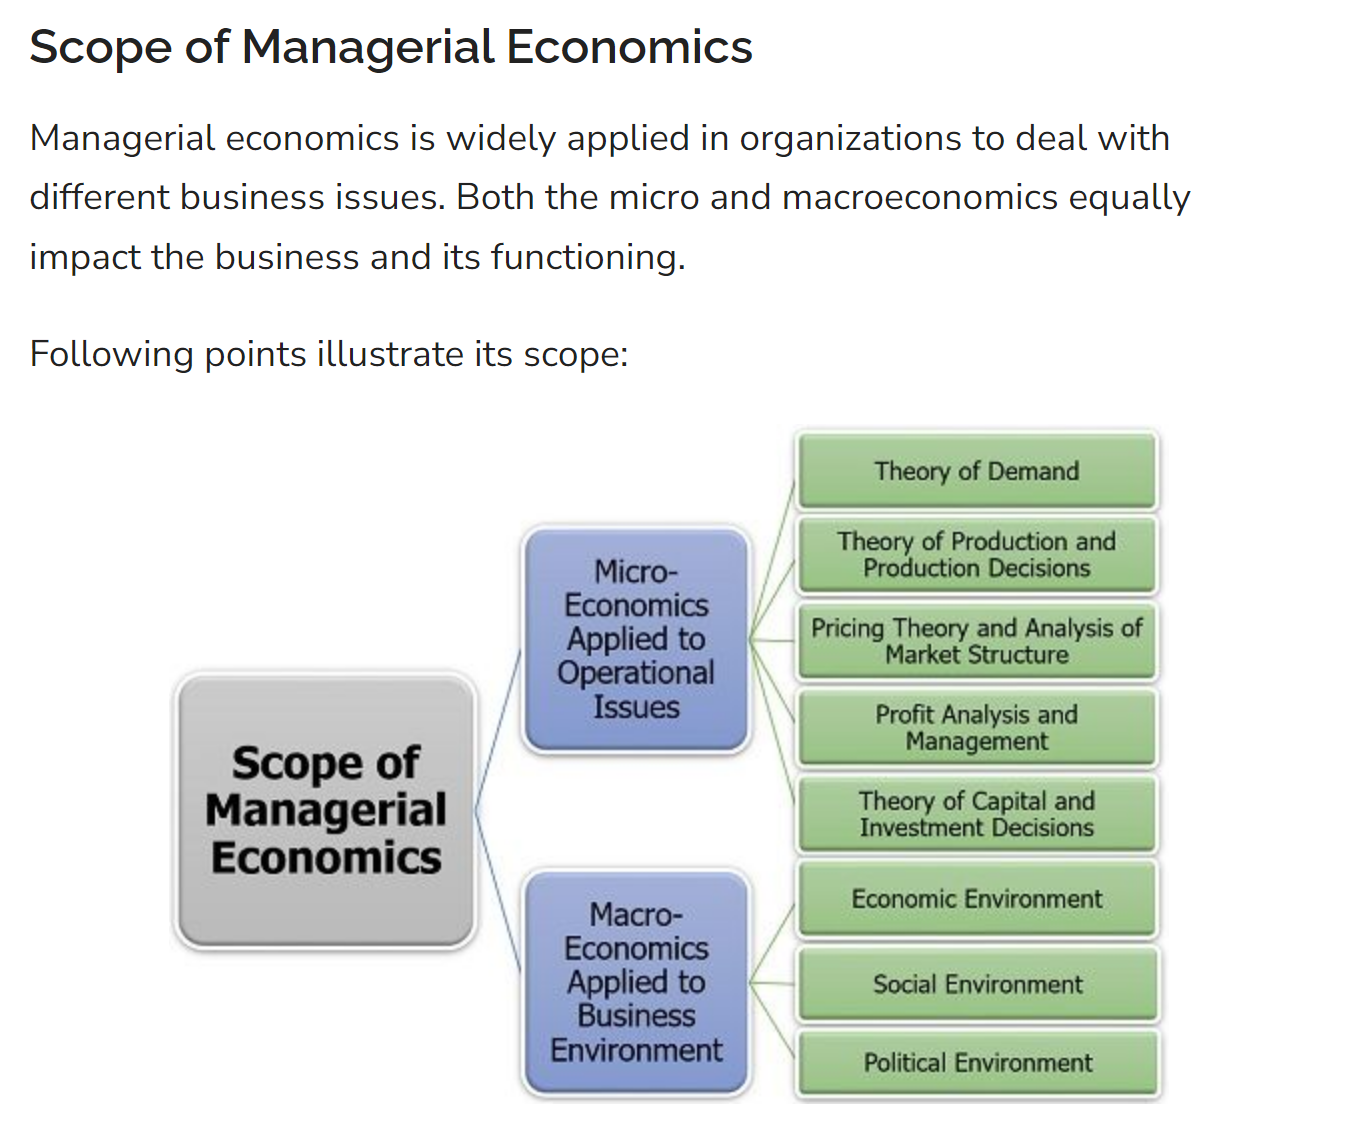 Scope of Managerial Economics
Managerial economics is widely applied in organizations to deal with
different business issues. Both the micro and macroeconomics equally
impact the business and its functioning.
Following points illustrate its scope:
Scope of
Managerial
Economics
Micro-
Economics
Applied to
Operational
Issues
Theory of Demand
Theory of Production and
Production Decisions
Pricing Theory and Analysis of
Market Structure
Profit Analysis and
Management
Theory of Capital and
Investment Decisions
Macro-
Economics
Applied to
Business
Environment
Economic Environment
Social Environment
Political Environment